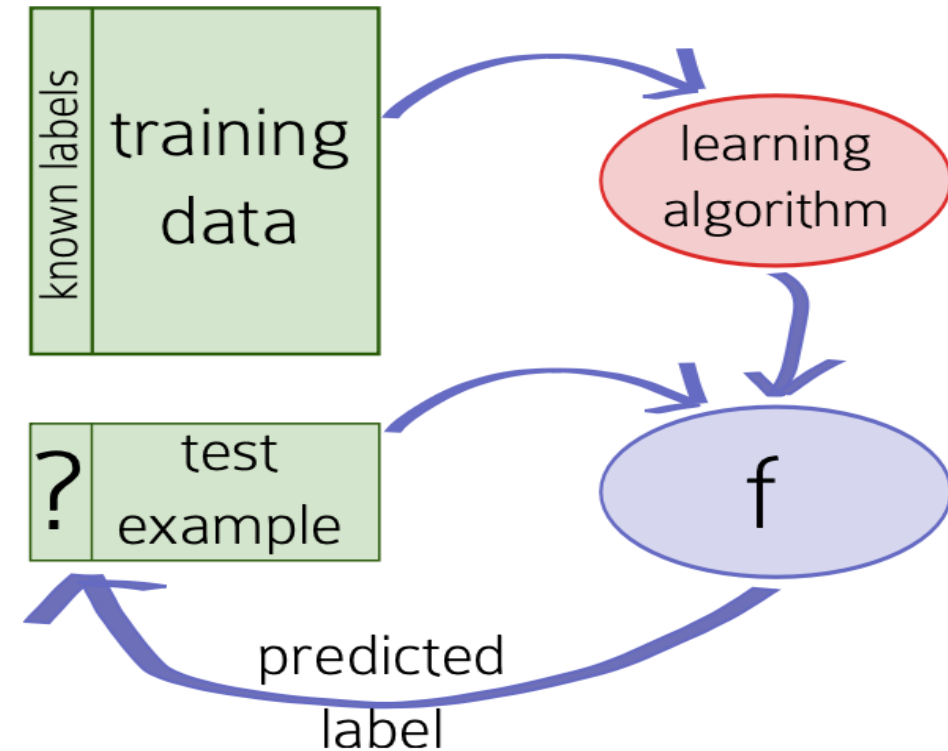 known labels
training
data
learning
algorithm
?
test
example
f
predicted
label